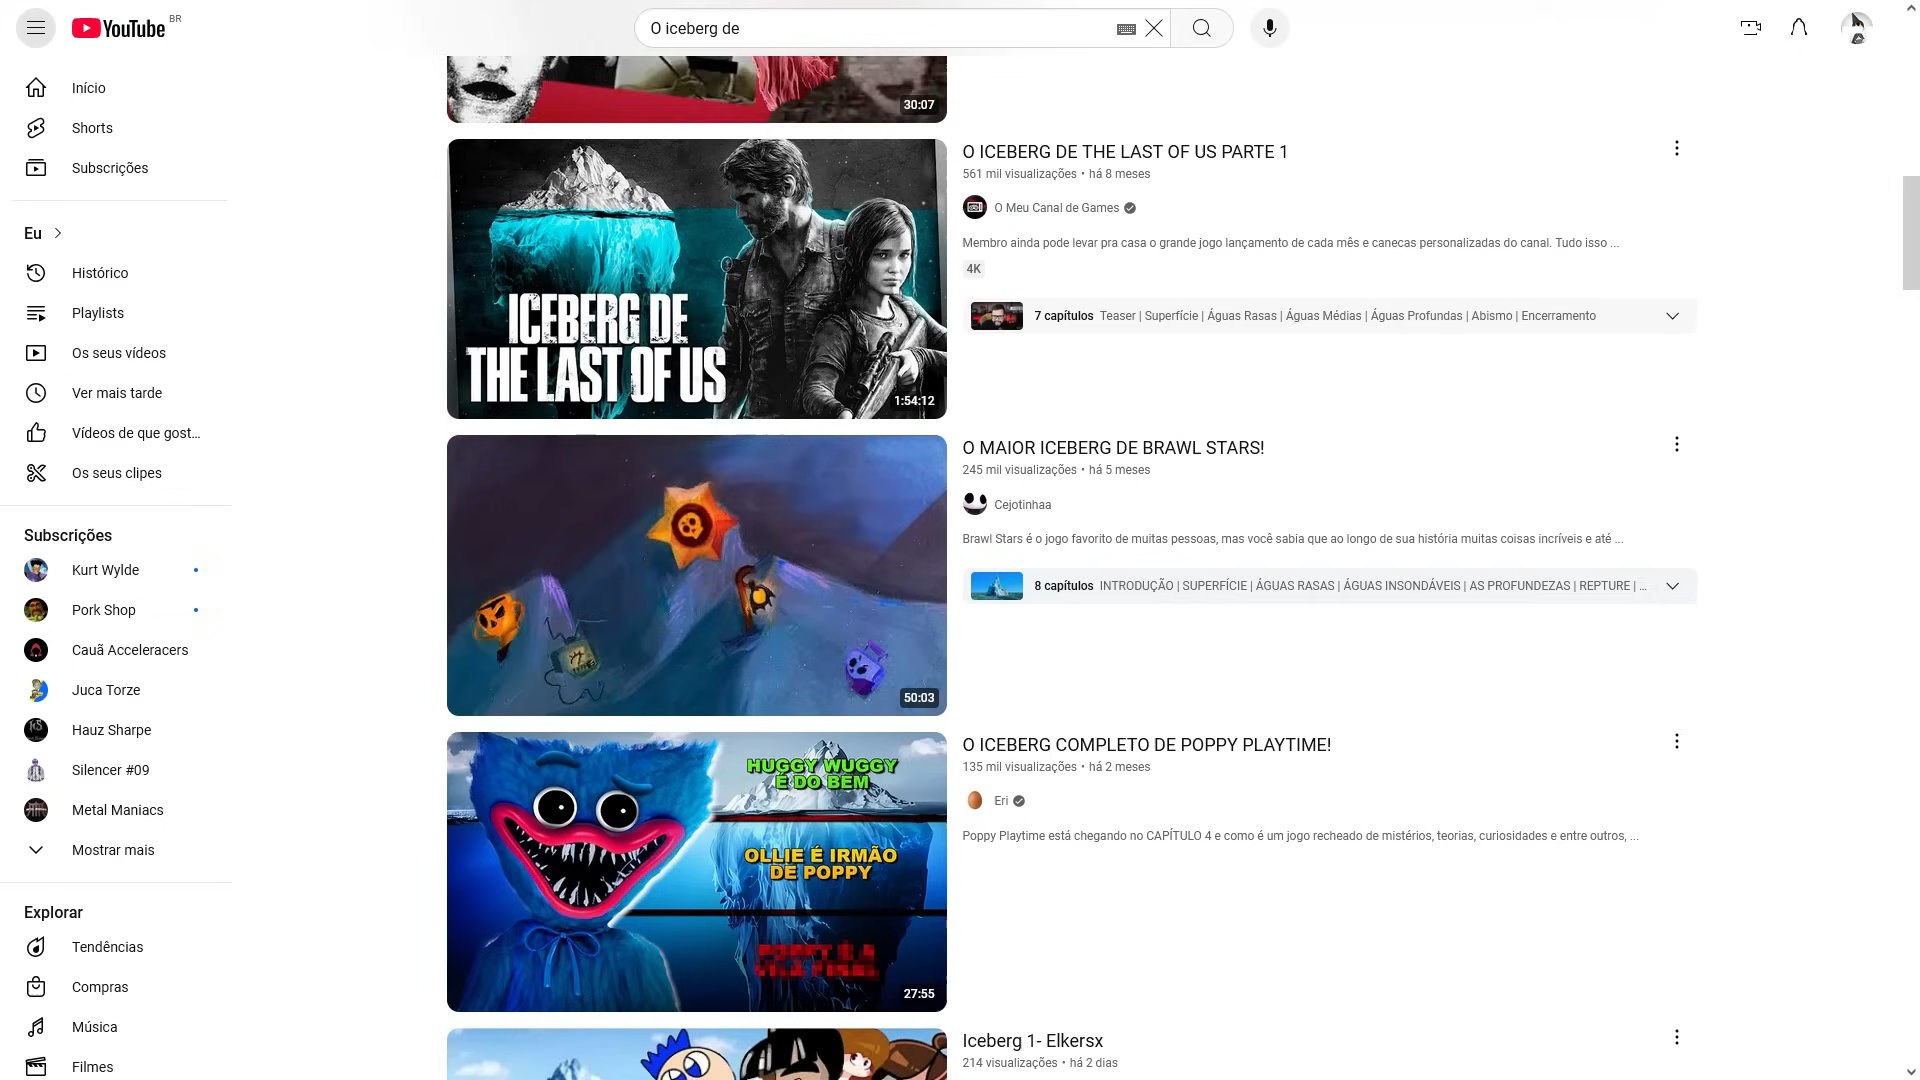 YouTube BR
O iceberg de
Início
Shorts
Subscrições
Eu
Histórico
Playlists
Os seus vídeos
Ver mais tarde
Vídeos de que gost...
Os seus clipes
Subscrições
Kurt Wylde
Pork Shop
Cauã Acceleracers
Juca Torze
Hauz Sharpe
Silencer #09
Metal Maniacs
Mostrar mais
Explorar
Tendências
Compras
Música
Filmes
30:07
ICEBERG DE
THE LAST OF US
1:54:12
O ICEBERG DE THE LAST OF US PARTE 1
561 mil visualizações • há 8 meses
O Meu Canal de Games
Membro ainda pode levar pra casa o grande jogo lançamento de cada mês e canecas personalizadas do canal. Tudo isso ...
4K
7 capítulos Teaser | Superfície | Águas Rasas | Águas Médias | Águas Profundas | Abismo | Encerramento
50:03
O MAIOR ICEBERG DE BRAWL STARS!
245 mil visualizações • há 5 meses
Cejotinhaa
Brawl Stars é o jogo favorito de muitas pessoas, mas você sabia que ao longo de sua história muitas coisas incríveis e até ...
8 capítulos INTRODUÇÃO | SUPERFÍCIE | ÁGUAS RASAS | ÁGUAS INSONDÁVEIS | AS PROFUNDEZAS | REPTURE | ...
HUGGY WUGGY
É DO BEM
OLLIE É IRMÃO
DE POPPY
27:55
O ICEBERG COMPLETO DE POPPY PLAYTIME!
135 mil visualizações • há 2 meses
Eri
Poppy Playtime está chegando no CAPÍTULO 4 e como é um jogo recheado de mistérios, teorias, curiosidades e entre outros, ...
Iceberg 1- Elkersx
214 visualizações • há 2 dias